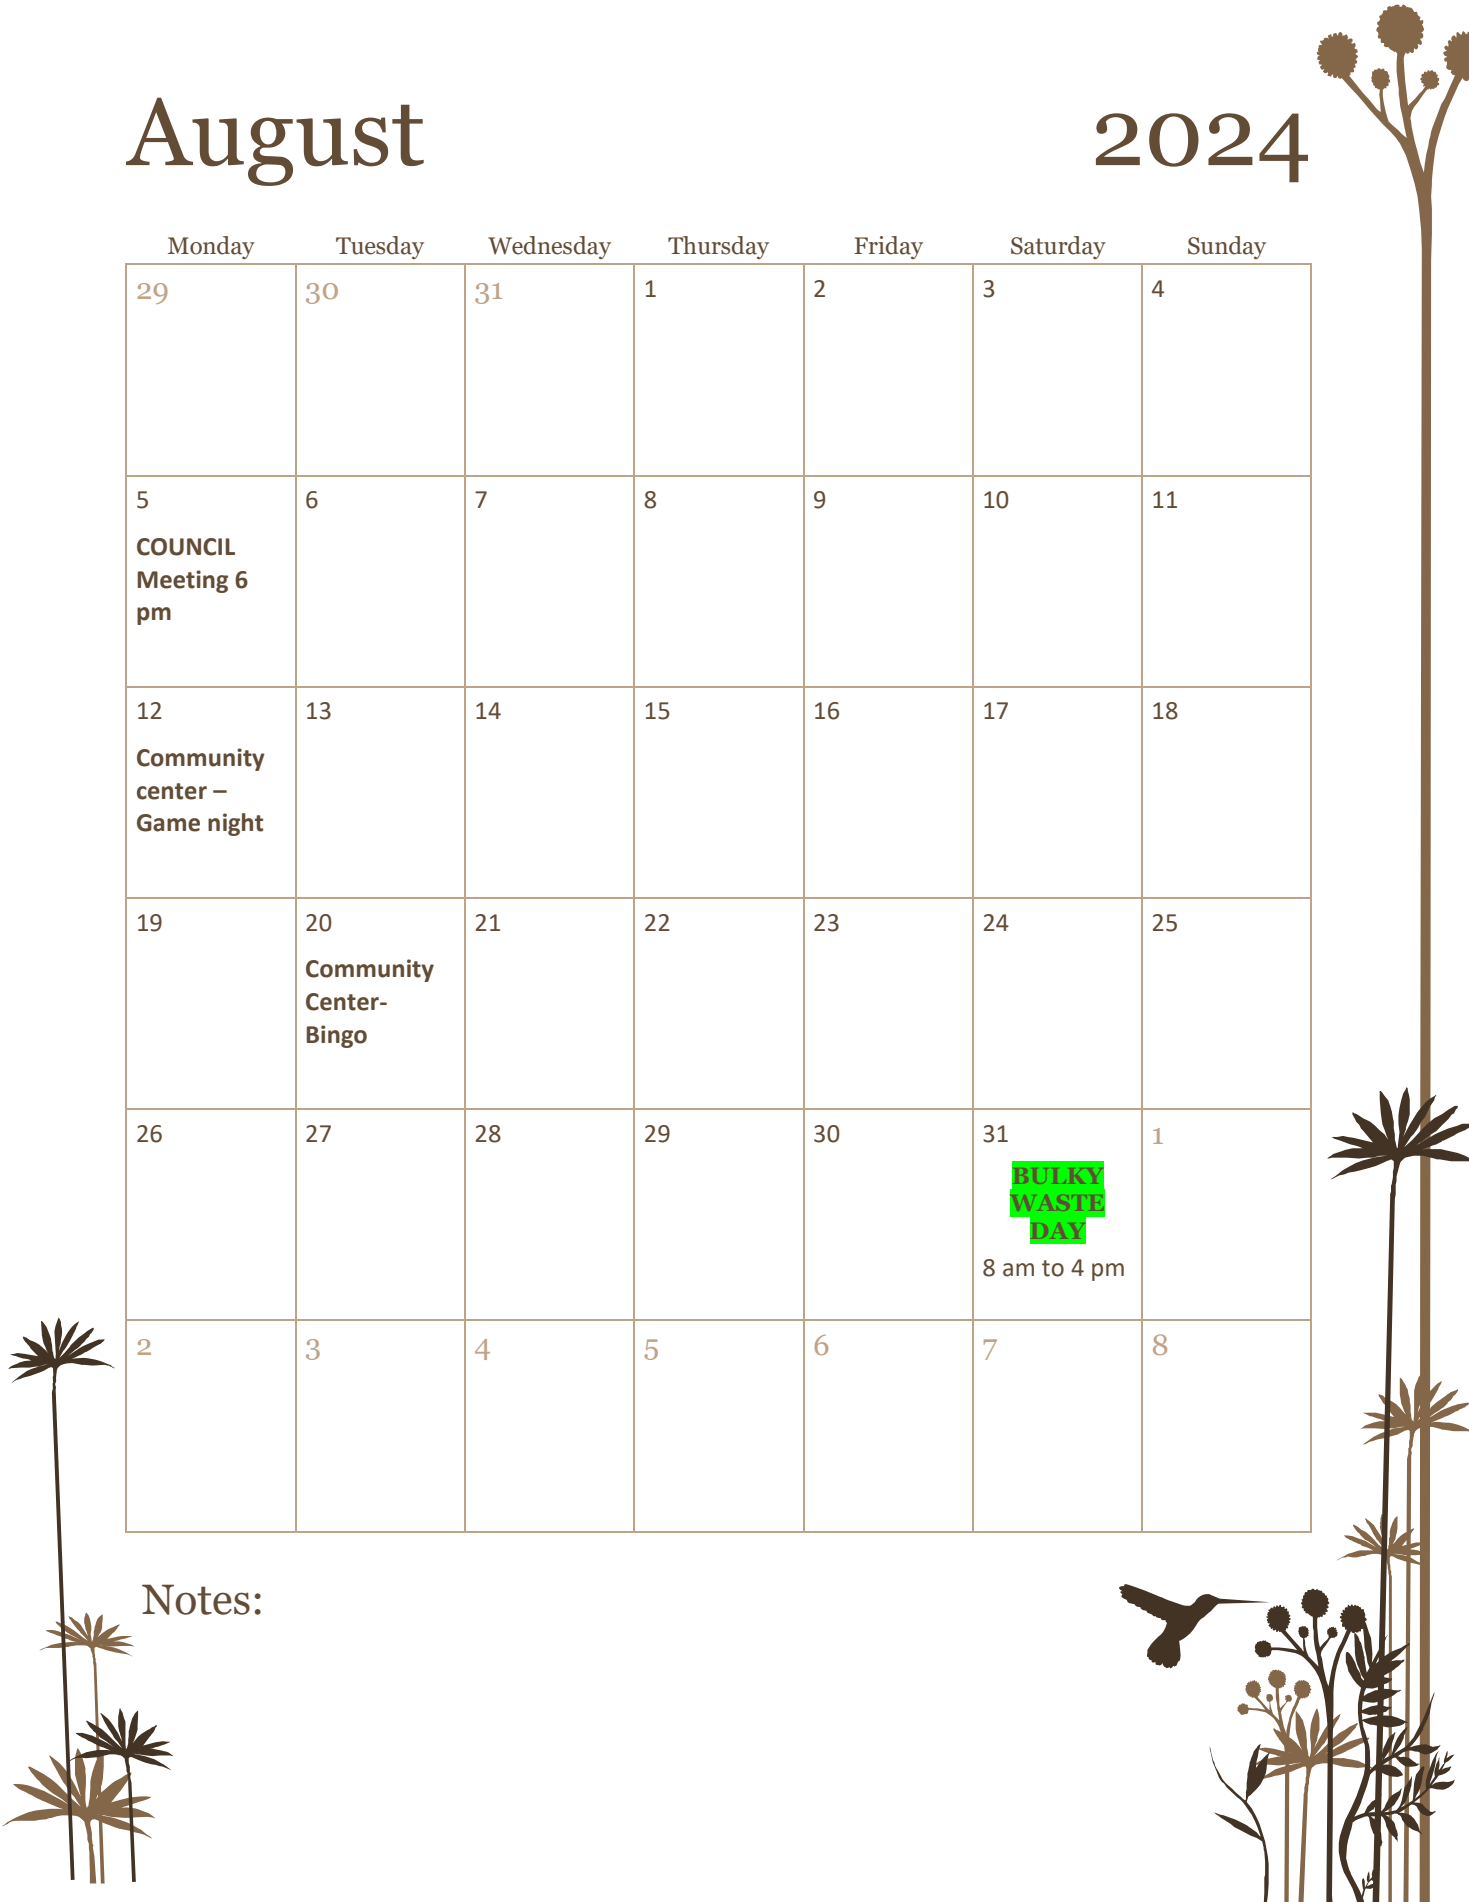 August 2024
Monday Tuesday Wednesday Thursday Friday Saturday Sunday
29 30 31 1 2 3 4
5 6 7 8 9 10 11
COUNCIL
Meeting 6
pm
12 13 14 15 16 17 18
Community
center –
Game night
19 20 21 22 23 24 25
Community
Center-
Bingo
26 27 28 29 30 31 1
BULKY
WASTE
DAY
8 am to 4 pm
2 3 4 5 6 7 8
Notes: